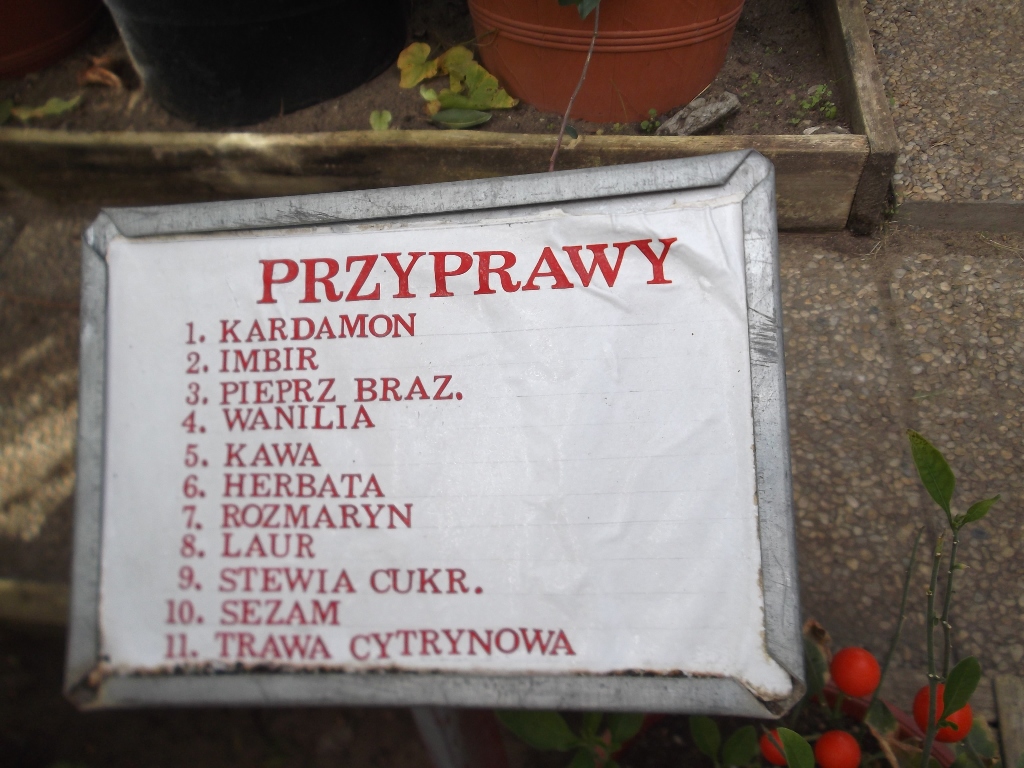 PRZYPRAWY
1. KARDAMON
2. IMBIR
3. PIEPRZ BRAZ.
4. WANILIA
5. KAWA
6. HERBATA
7. ROZMARYN
8. LAUR
9. STEWIA CUKR.
10. SEZAM
11. TRAWA CYTRYNOWA